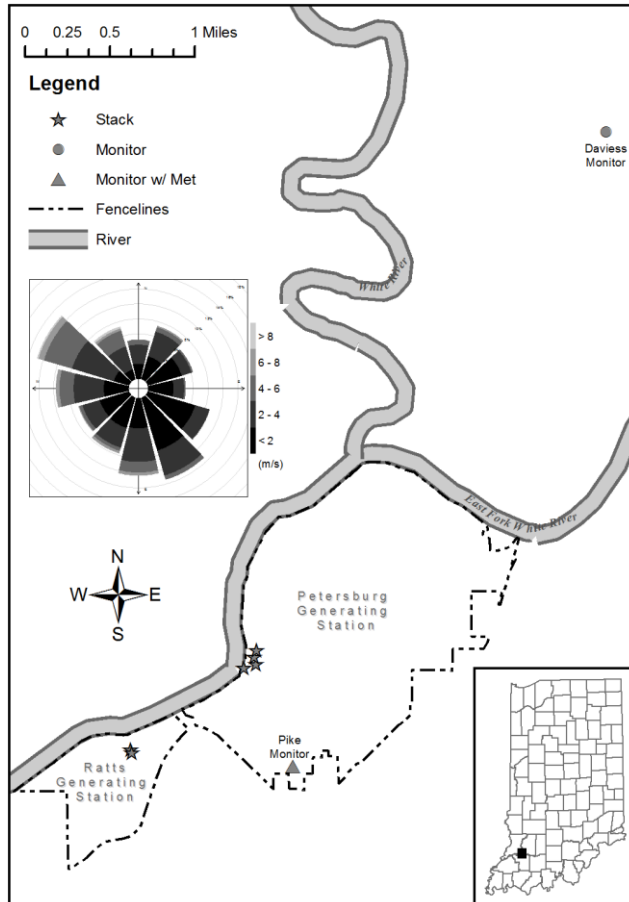 0 0.25 0.5 1 Miles
Legend
Stack
Monitor
Monitor w/ Met
Fencelines
River
Daviess
Monitor
White River
> 8
6 - 8
4 - 6
2 - 4
< 2
(m/s)
East Fork White River
N
W E
S
Petersburg
Generating
Station
Pike
Monitor
Ratts
Generating
Station